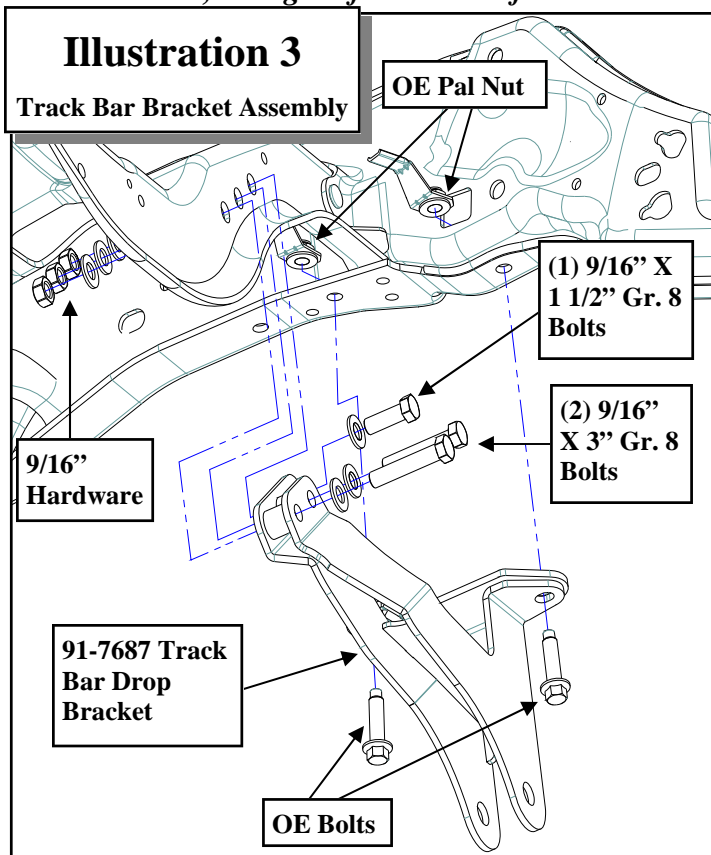 Illustration 3
Track Bar Bracket Assembly
OE Pal Nut
(1) 9/16” X
1 1/2” Gr. 8
Bolts
(2) 9/16”
X 3” Gr. 8
Bolts
9/16”
Hardware
91-7687 Track
Bar Drop
Bracket
OE Bolts